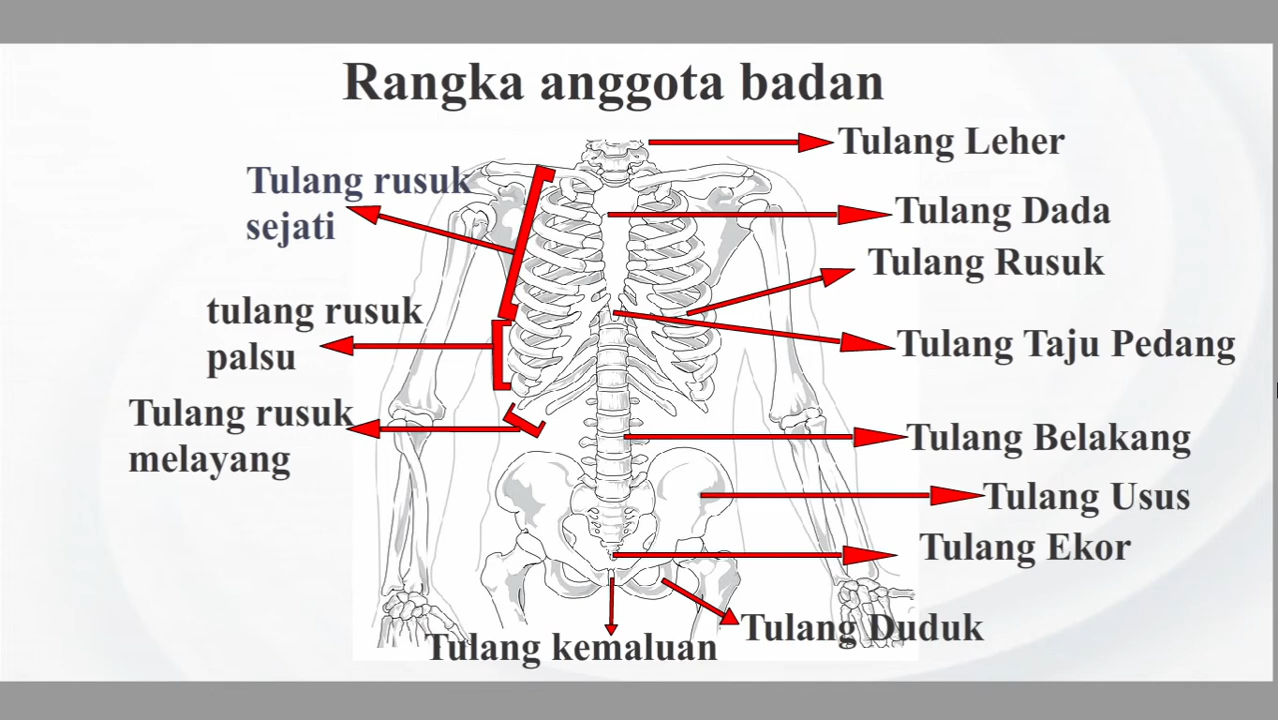 Rangka anggota badan
Tulang Leher
Tulang rusuk
sejati
Tulang Dada
Tulang Rusuk
tulang rusuk
palsu
Tulang Taju Pedang
Tulang rusuk
melayang
Tulang Belakang
Tulang Usus
Tulang Ekor
Tulang Duduk
Tulang kemaluan